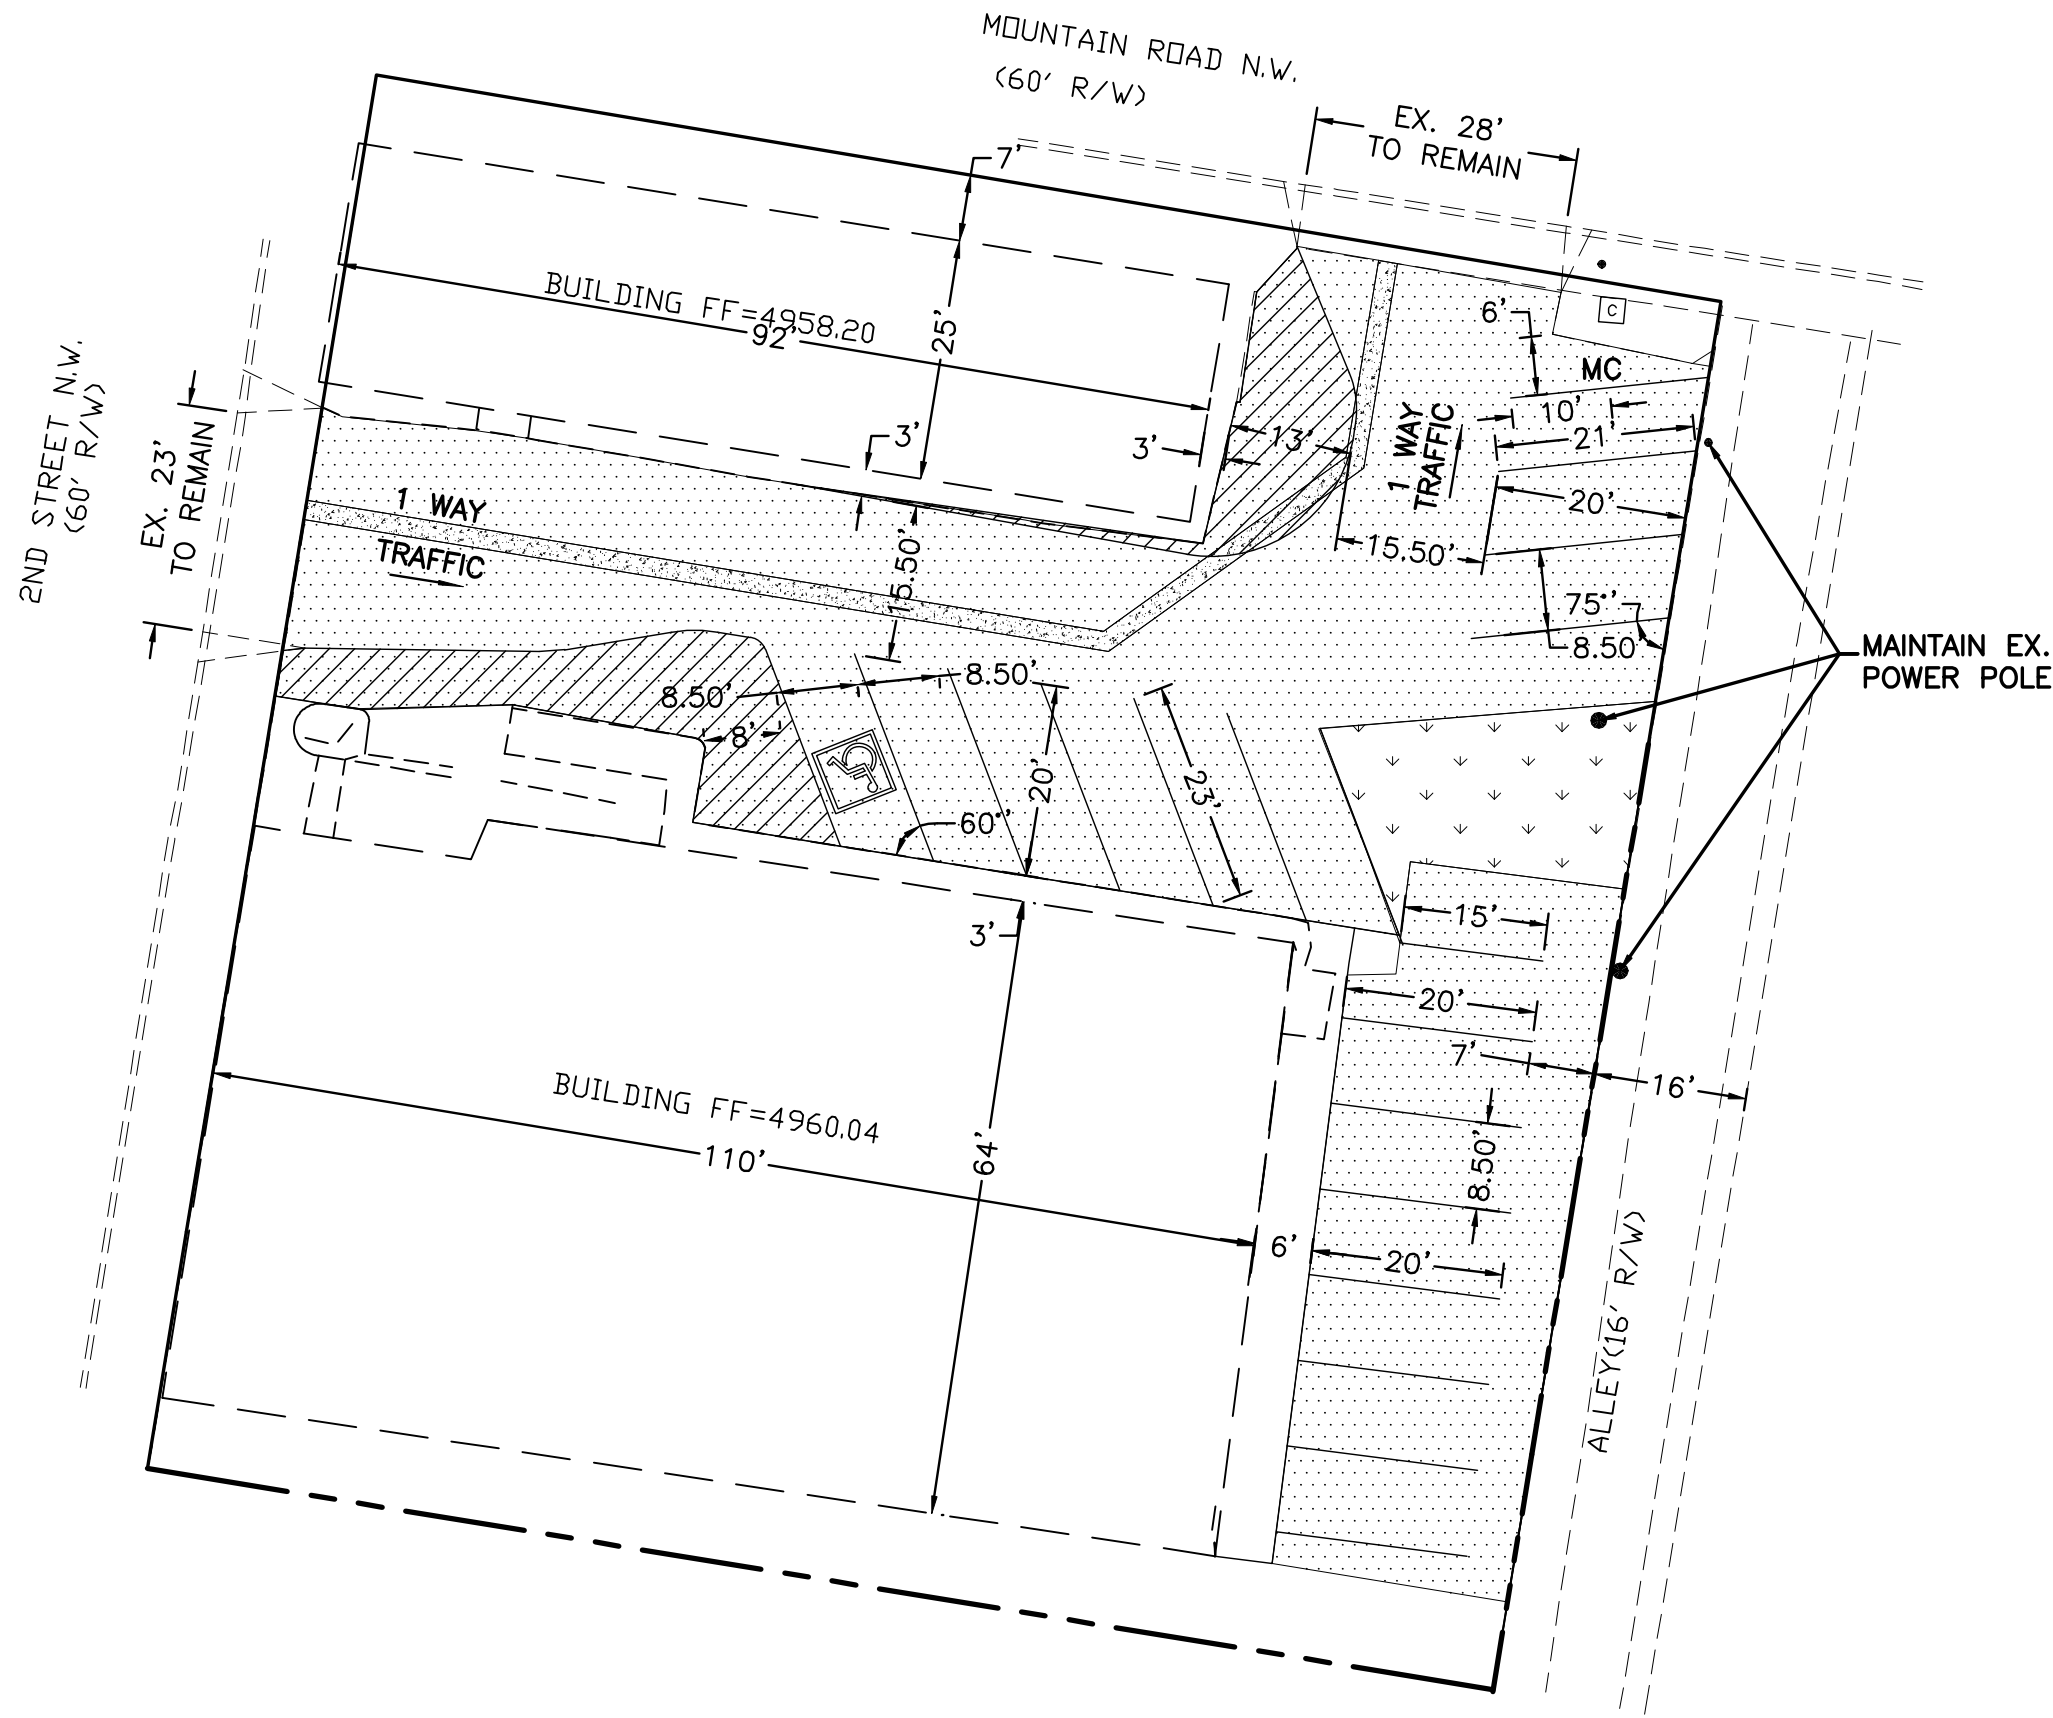 MOUNTAIN ROAD N.W.
(60' R/W)
EX. 28'
TO REMAIN
7'
BUILDING FF=4958.20
92'
25'
6'
C
MC
10'
21'
3'
3'
13'
1 WAY
TRAFFIC
20'
15.50'
2ND STREET N.W.
(60' R/W)
EX. 23'
TO REMAIN
1 WAY
TRAFFIC
15.50'
75°'
8.50'
MAINTAIN EX.
POWER POLE
8.50'
8.50'
8'
20'
23'
60°'
3'
15'
20'
7'
16'
BUILDING FF=4960.04
110'
64'
8.50'
6'
20'
ALLEY(16' R/W)